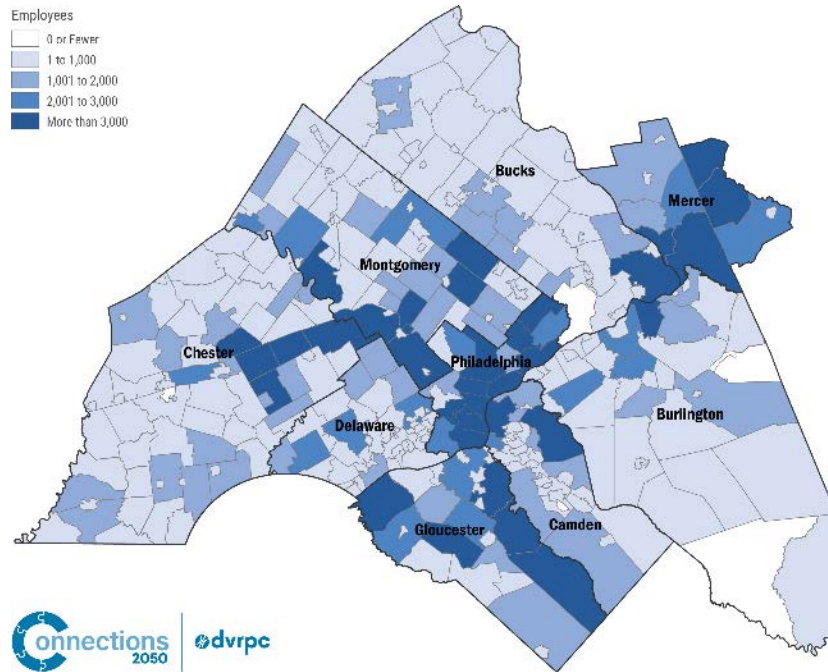 Employees
0 or Fewer
1 to 1,000
1,001 to 2,000
2,001 to 3,000
More than 3,000
Bucks
Mercer
Montgomery
Chester
Philadelphia
Delaware
Burlington
Gloucester
Camden
Connections
2050
dvrpc